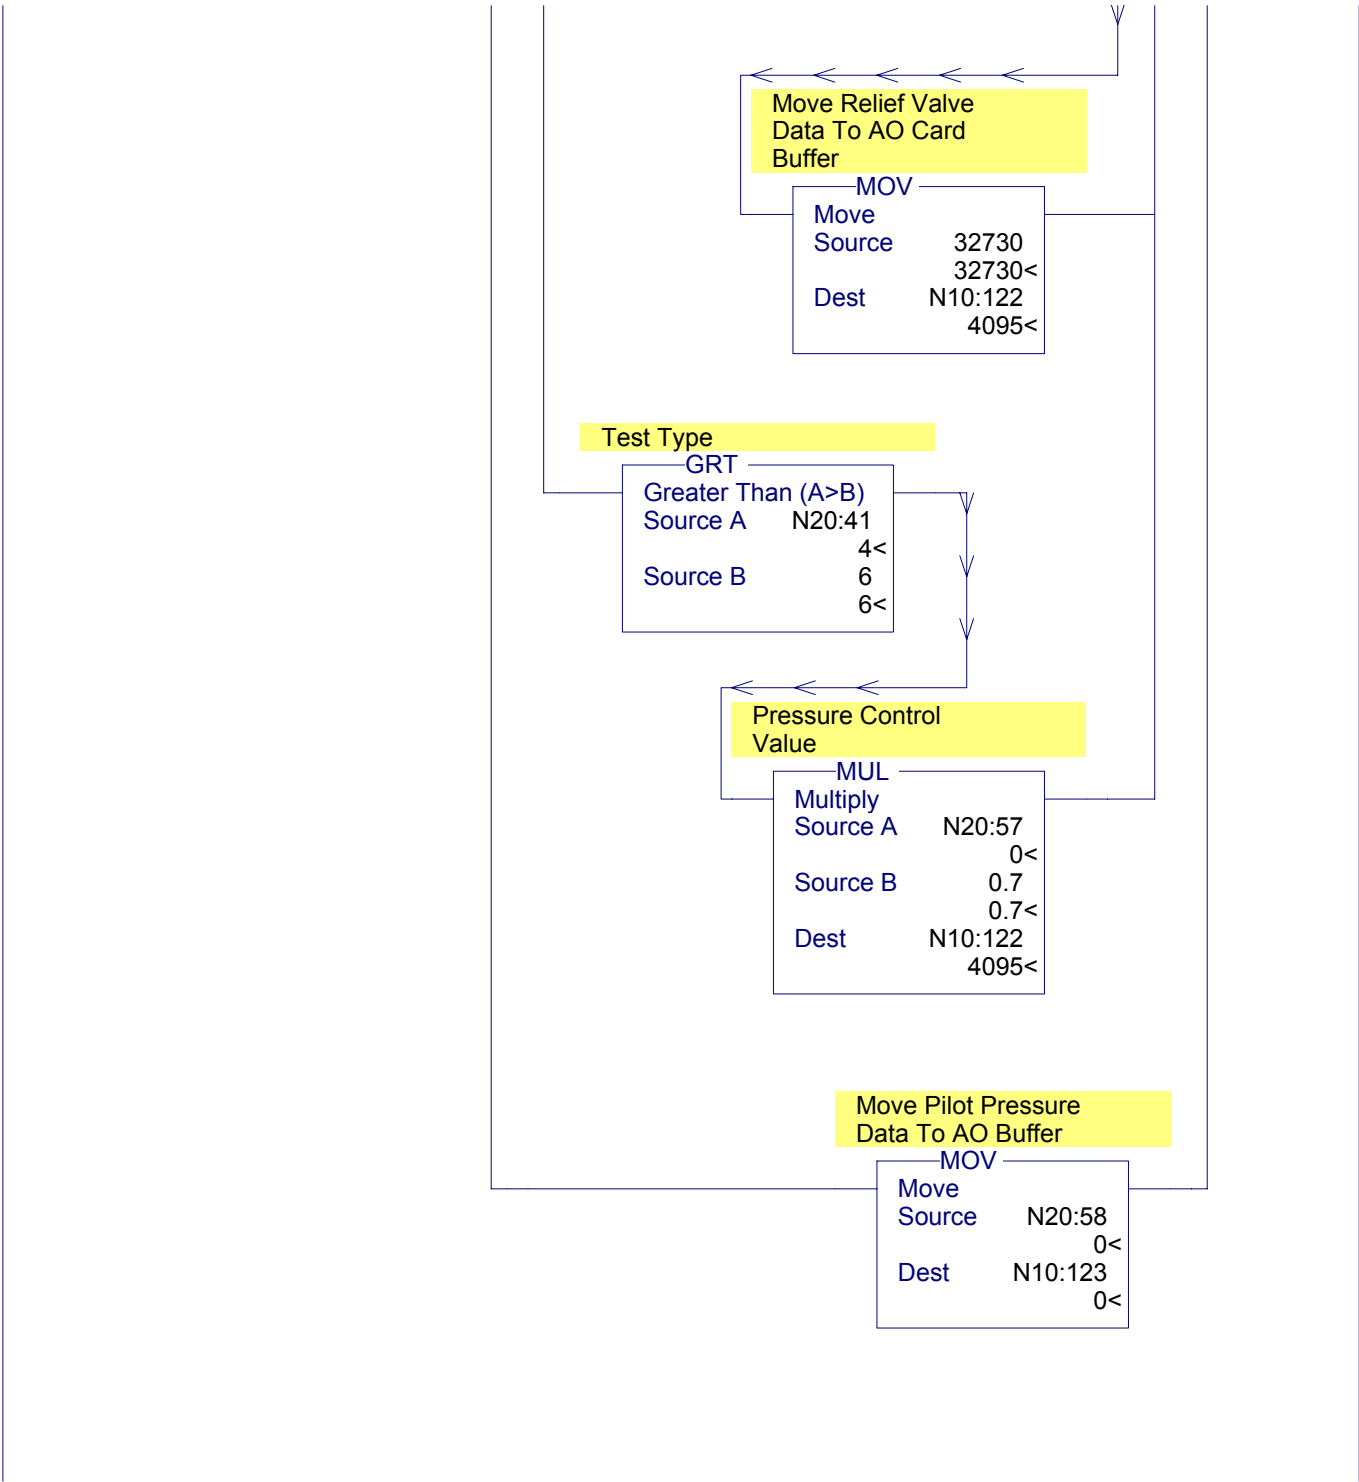 Move Relief Valve
Data To AO Card
Buffer
MOV
Move
Source 32730
32730<
Dest N10:122
4095<
Test Type
GRT
Greater Than (A>B)
Source A N20:41
4<
Source B 6
6<
Pressure Control
Value
MUL
Multiply
Source A N20:57
0<
Source B 0.7
0.7<
Dest N10:122
4095<
Move Pilot Pressure
Data To AO Buffer
MOV
Move
Source N20:58
0<
Dest N10:123
0<